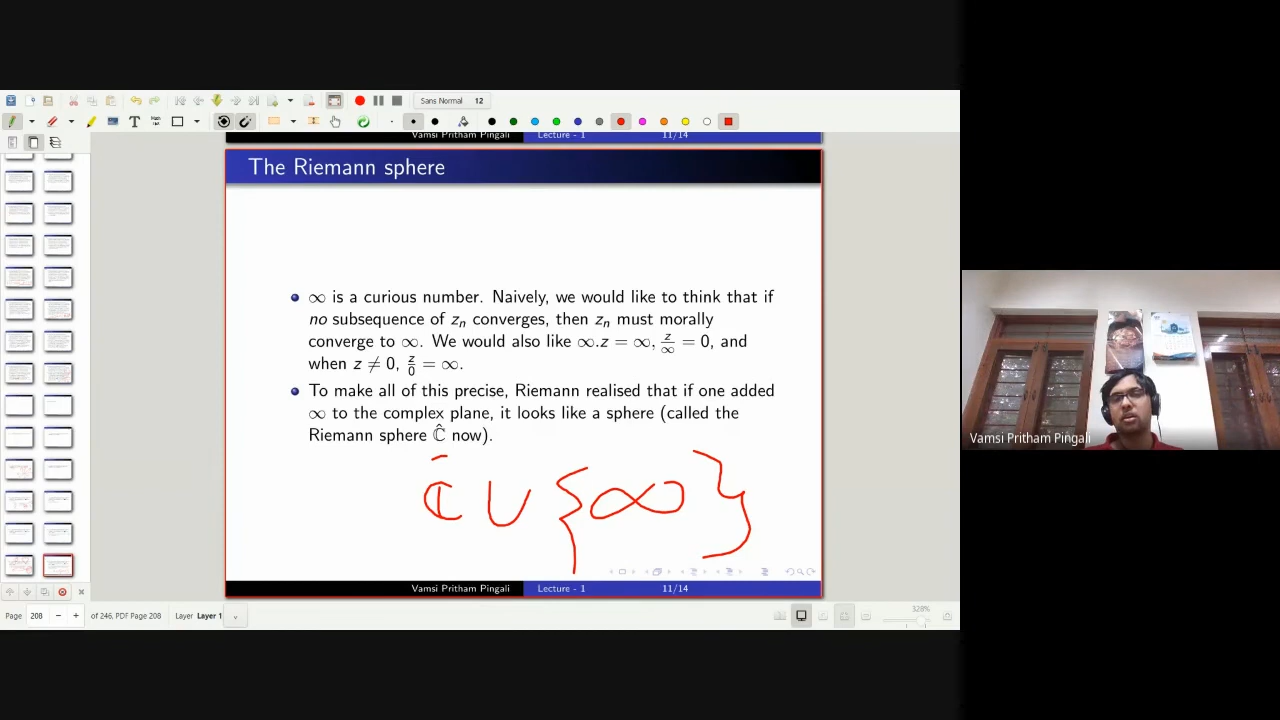 Sans Normal 12
Vamsi Pritham Pingali Lecture - 1 11/14
The Riemann sphere
∞ is a curious number. Naively, we would like to think that if
no subsequence of zₙ converges, then zₙ must morally
converge to ∞. We would also like ∞.z = ∞, z/∞ = 0, and
when z ≠ 0, z/0 = ∞.
To make all of this precise, Riemann realised that if one added
∞ to the complex plane, it looks like a sphere (called the
Riemann sphere ℂ̂ now).
ℂ ∪ {∞}
Vamsi Pritham Pingali Lecture - 1 11/14
Page 208 of 246, PDF Page 208 Layer Layer 1 328%
Vamsi Pritham Pingali